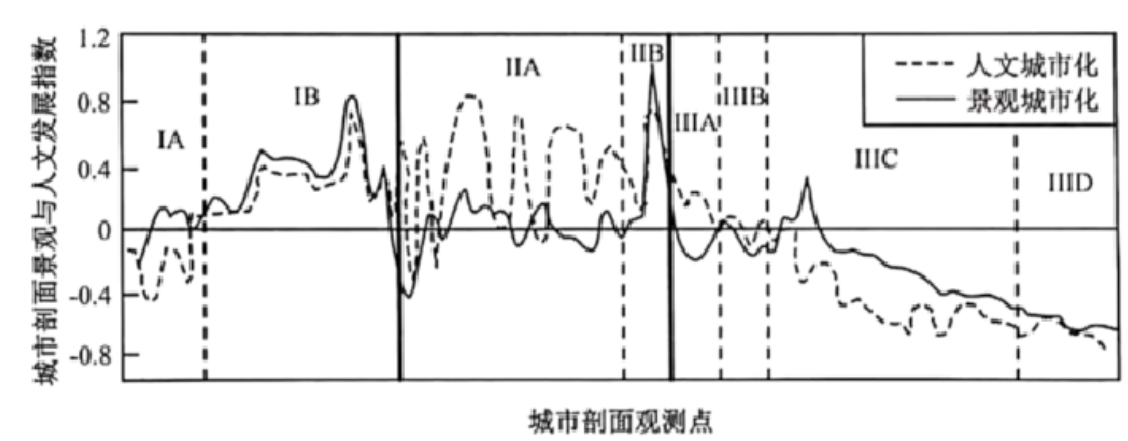 城市剖面景观与人文发展指数
1.2
0.8
0.4
0
-0.4
-0.8
IA
IB
IIA
IIB
IIIA
IIIB
IIIC
IIID
人文城市化
景观城市化
城市剖面观测点